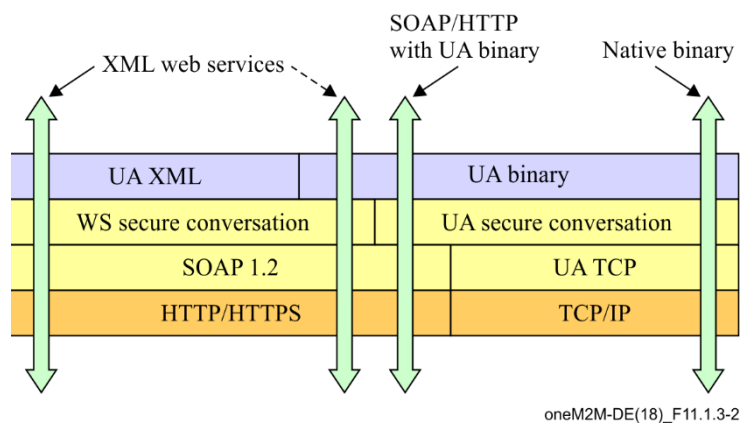 SOAP/HTTP
with UA binary
XML web services
Native binary
UA XML
UA binary
WS secure conversation
UA secure conversation
SOAP 1.2
UA TCP
HTTP/HTTPS
TCP/IP
oneM2M-DE(18)_F11.1.3-2